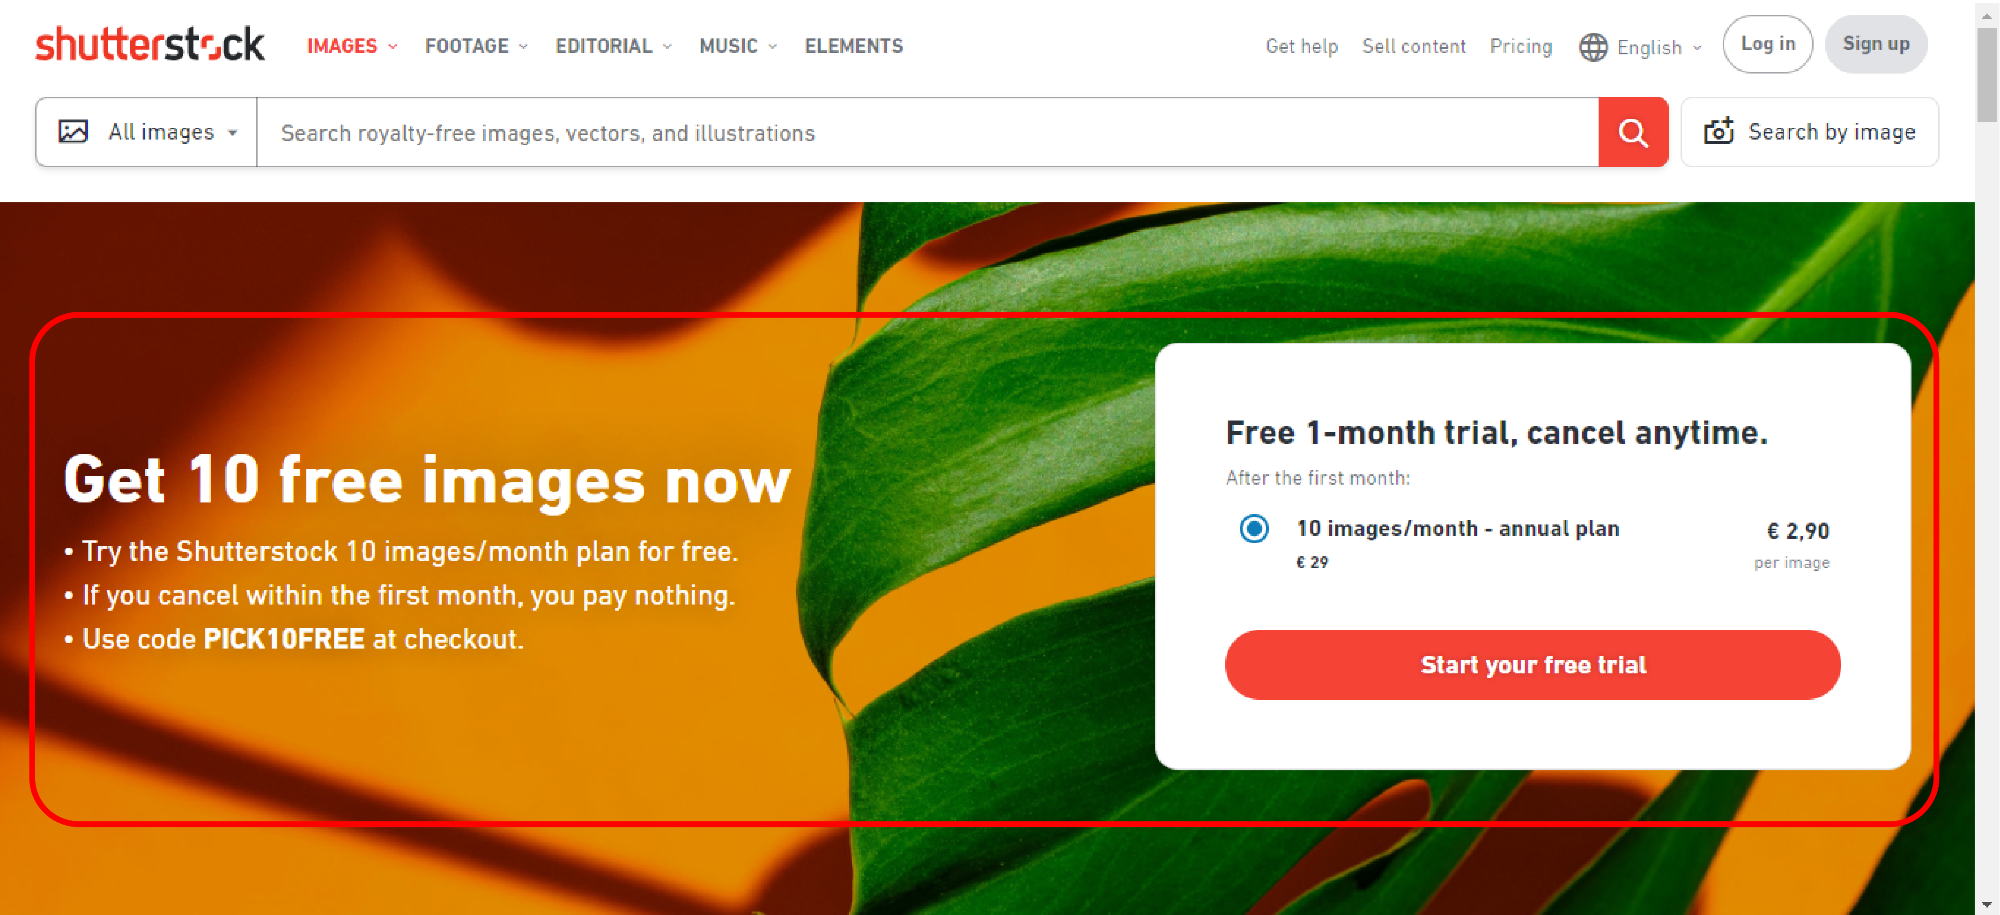 shutterstock
IMAGES FOOTAGE EDITORIAL MUSIC ELEMENTS
Get help Sell content Pricing English Log in Sign up
All images Search royalty-free images, vectors, and illustrations Search by image
Get 10 free images now
• Try the Shutterstock 10 images/month plan for free.
• If you cancel within the first month, you pay nothing.
• Use code PICK10FREE at checkout.
Free 1-month trial, cancel anytime.
After the first month:
10 images/month - annual plan € 2,90
€ 29 per image
Start your free trial